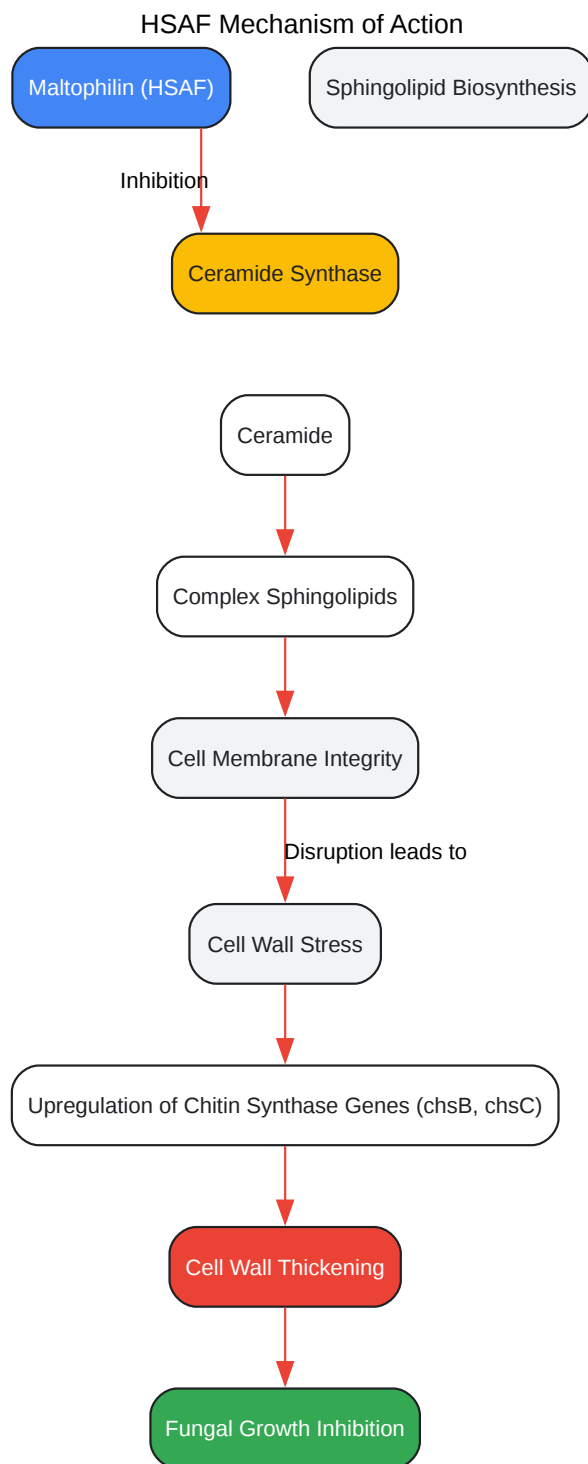 HSAF Mechanism of Action
Maltophilin (HSAF)
Sphingolipid Biosynthesis
Inhibition
Ceramide Synthase
Ceramide
Complex Sphingolipids
Cell Membrane Integrity
Disruption leads to
Cell Wall Stress
Upregulation of Chitin Synthase Genes (chsB, chsC)
Cell Wall Thickening
Fungal Growth Inhibition